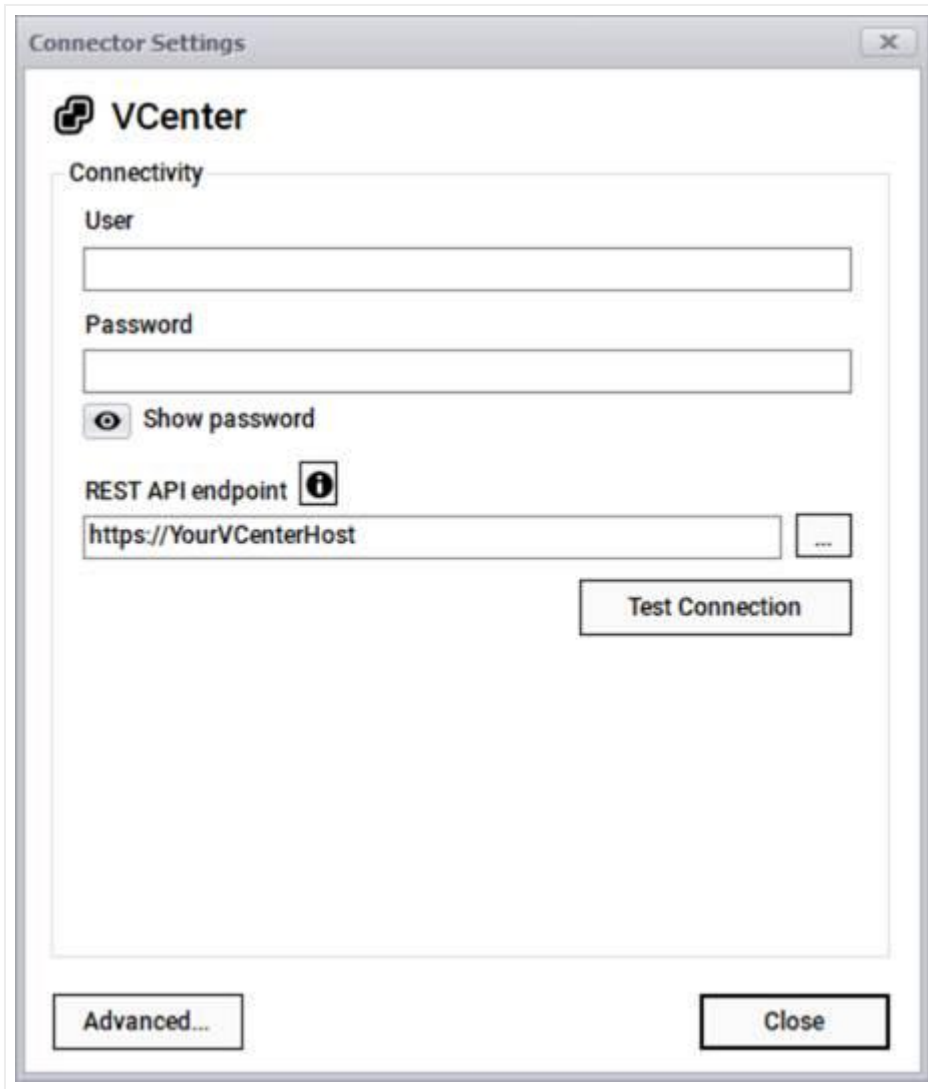 Connector Settings
VCenter
Connectivity
User
Password
Show password
REST API endpoint
https://YourVCenterHost
...
Test Connection
Advanced...
Close